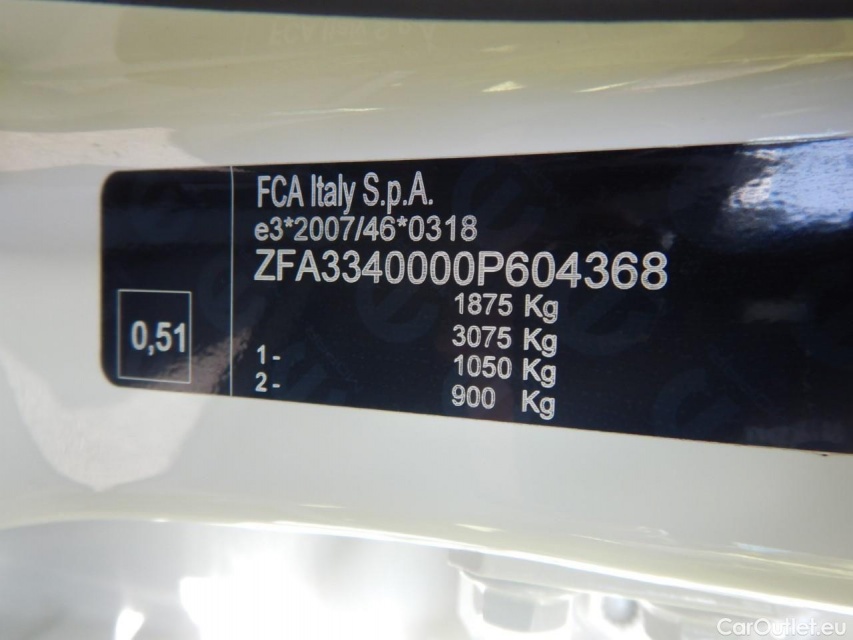 FCA Italy S.p.A.
e3*2007/46*0318
ZFA3340000P604368
1875 Kg
3075 Kg
1- 1050 Kg
2- 900 Kg
0,51
CarOutlet.eu